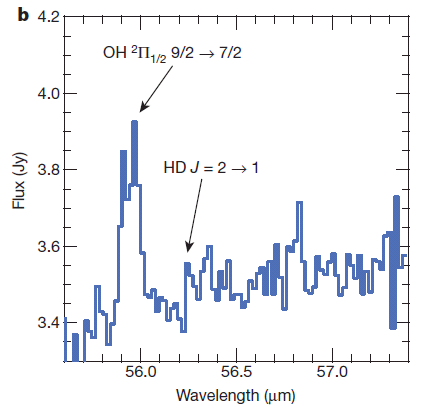 b
4.2
OH ²Π₁/₂ 9/2 → 7/2
4.0
HD J = 2 → 1
3.8
Flux (Jy)
3.6
3.4
56.0 56.5 57.0
Wavelength (μm)